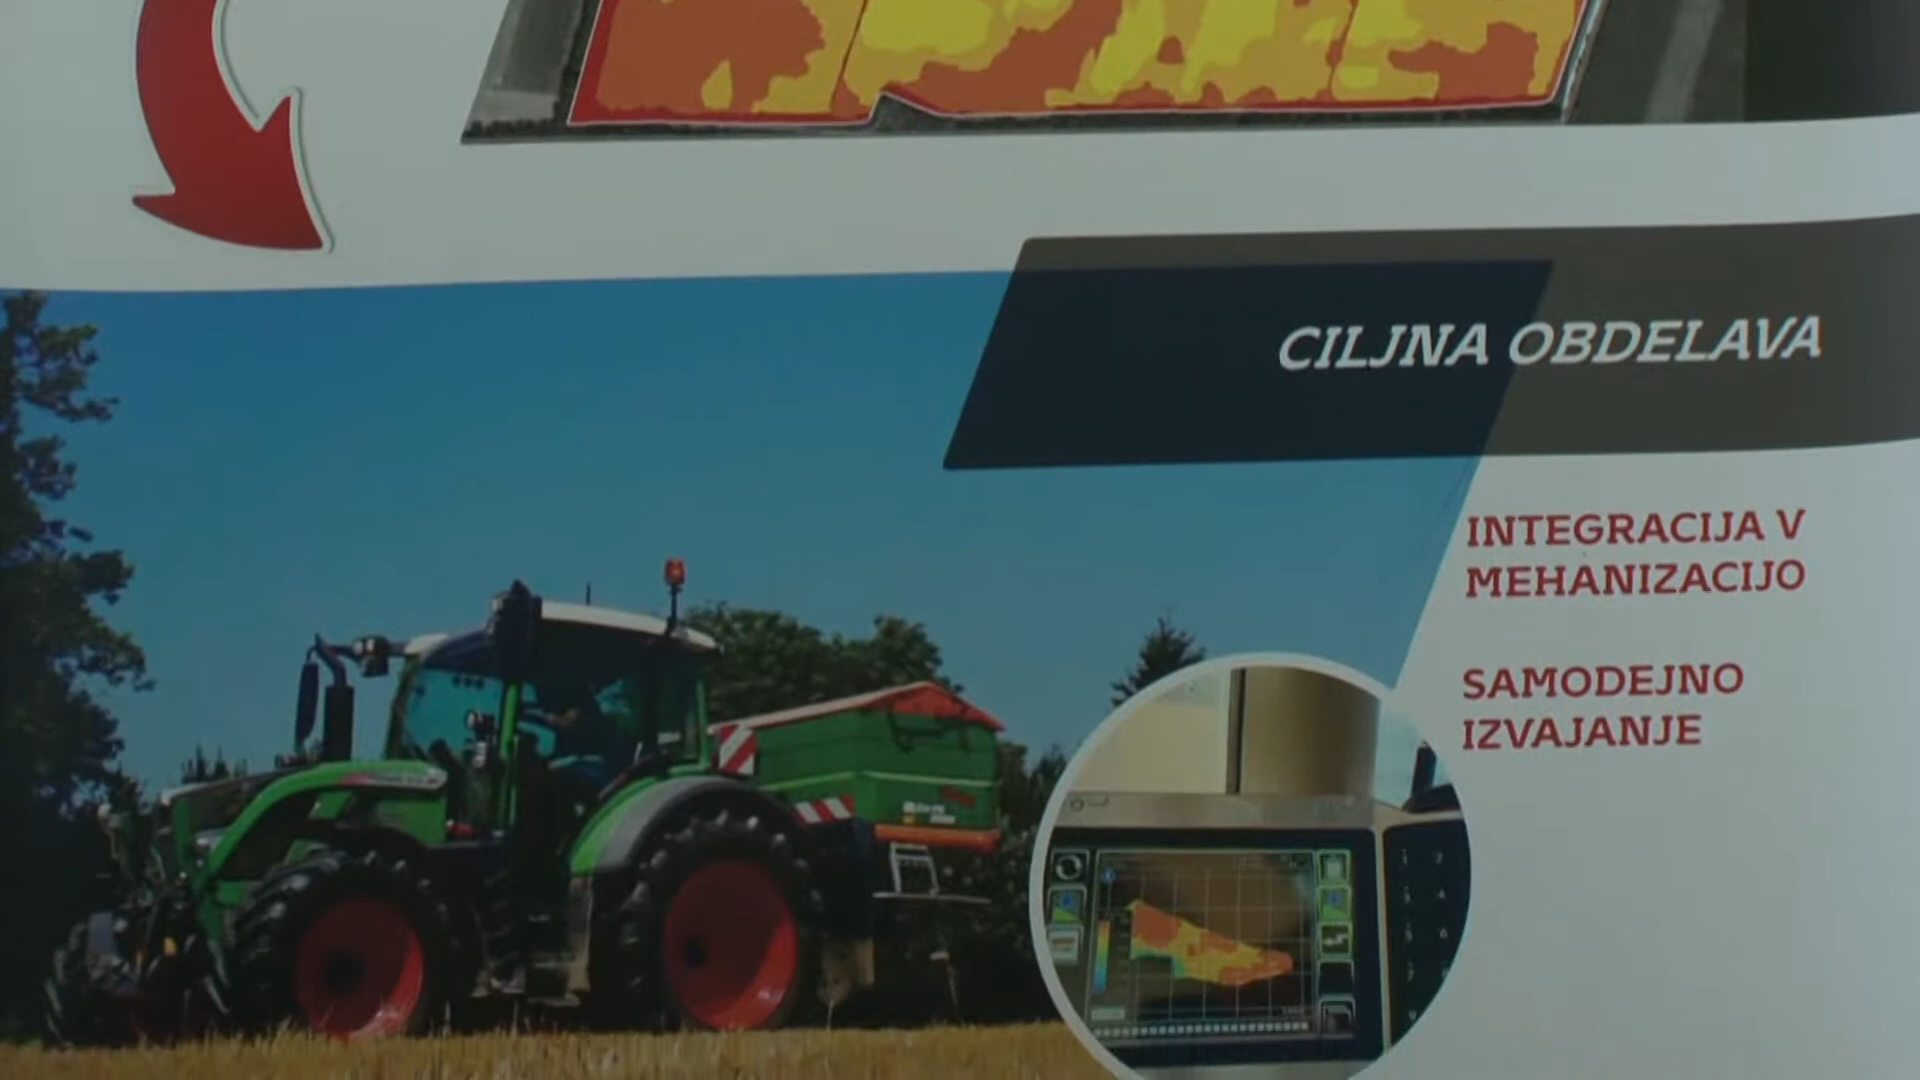 CILJNA OBDELAVA
INTEGRACIJA V
MEHANIZACIJO
SAMODEJNO
IZVAJANJE